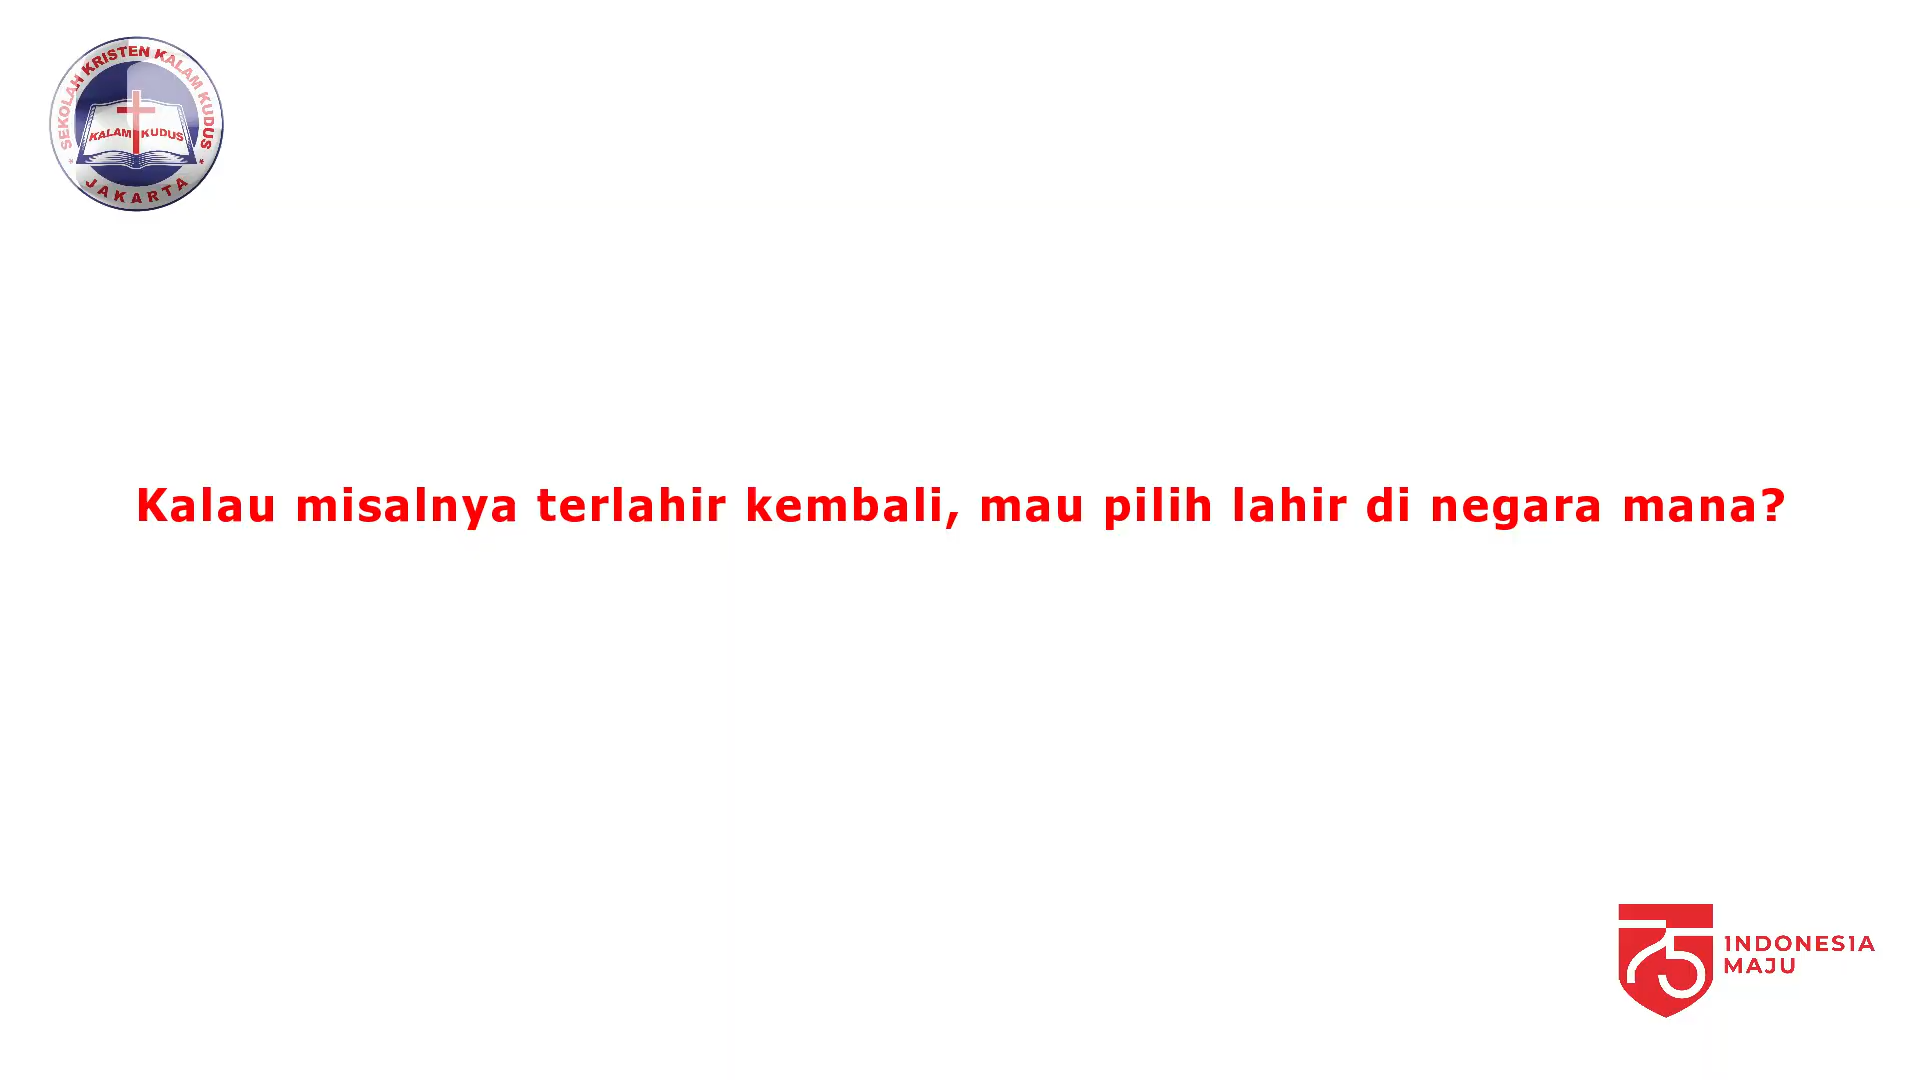 SEKOLAH KRISTEN KALAM KUDUS
KALAM KUDUS
* JAKARTA *
Kalau misalnya terlahir kembali, mau pilih lahir di negara mana?
75
INDONESIA
MAJU